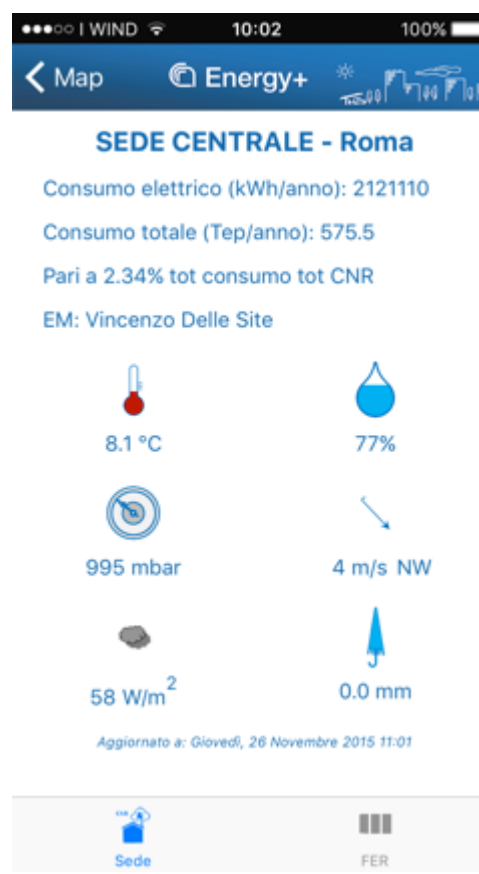 WIND 10:02 100%
Map Energy+
SEDE CENTRALE - Roma
Consumo elettrico (kWh/anno): 2121110
Consumo totale (Tep/anno): 575.5
Pari a 2.34% tot consumo tot CNR
EM: Vincenzo Delle Site
8.1 °C 77%
995 mbar 4 m/s NW
58 W/m² 0.0 mm
Aggiornato a: Giovedì, 26 Novembre 2015 11:01
Sede FER